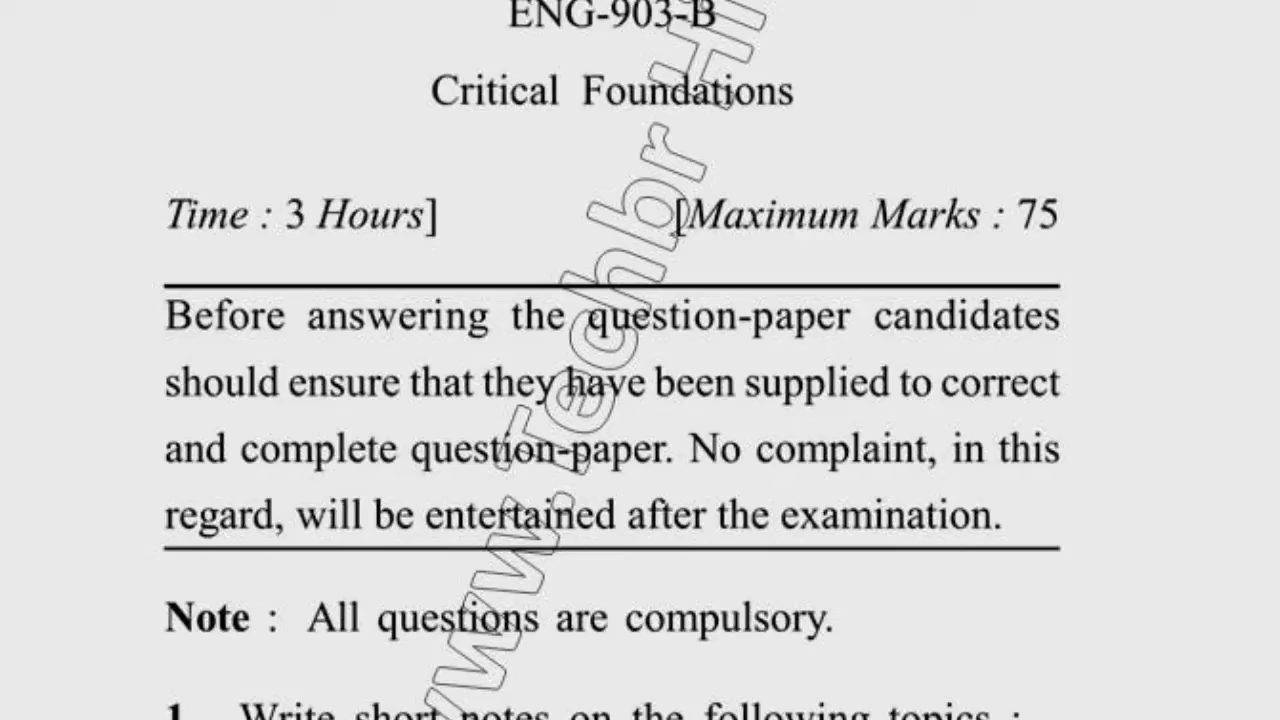 ENG-903-B
Critical Foundations
Time : 3 Hours] [Maximum Marks : 75
Before answering the question-paper candidates
should ensure that they have been supplied to correct
and complete question-paper. No complaint, in this
regard, will be entertained after the examination.
Note : All questions are compulsory.
1. Write short notes on the following topics :
www.Techbr H